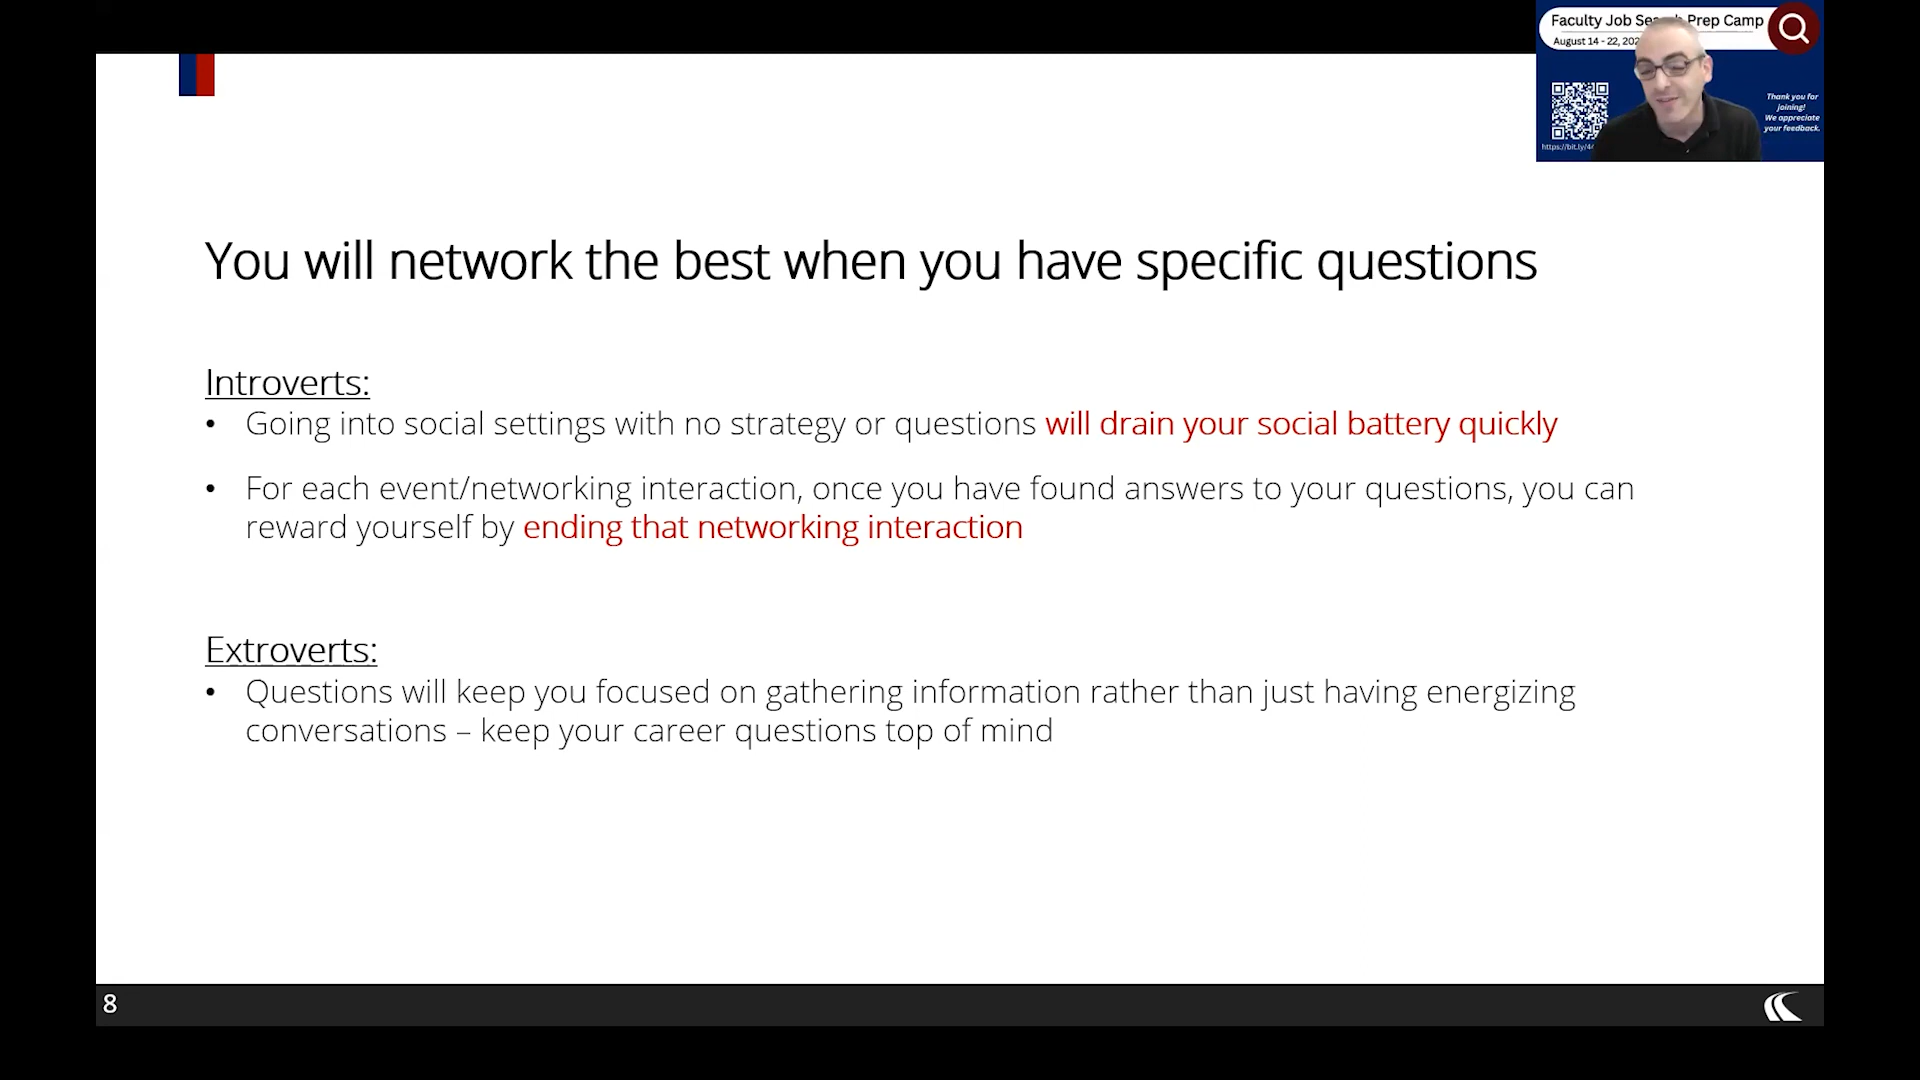 Faculty Job Prep Camp
August 14 - 22,
Thank you for
joining!
We appreciate
your feedback.
https://bit.ly/
You will network the best when you have specific questions
Introverts:
• Going into social settings with no strategy or questions will drain your social battery quickly
• For each event/networking interaction, once you have found answers to your questions, you can
reward yourself by ending that networking interaction
Extroverts:
• Questions will keep you focused on gathering information rather than just having energizing
conversations – keep your career questions top of mind
8